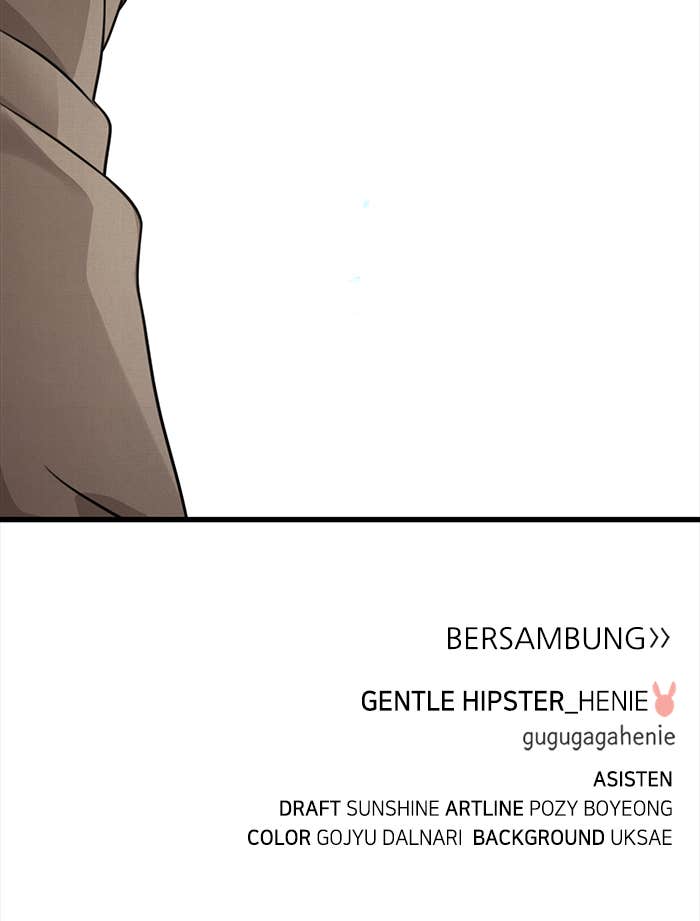 BERSAMBUNG>>
GENTLE HIPSTER_HENIE
gugugagahenie
ASISTEN
DRAFT SUNSHINE ARTLINE POZY BOYEONG
COLOR GOJYU DALNARI BACKGROUND UKSAE